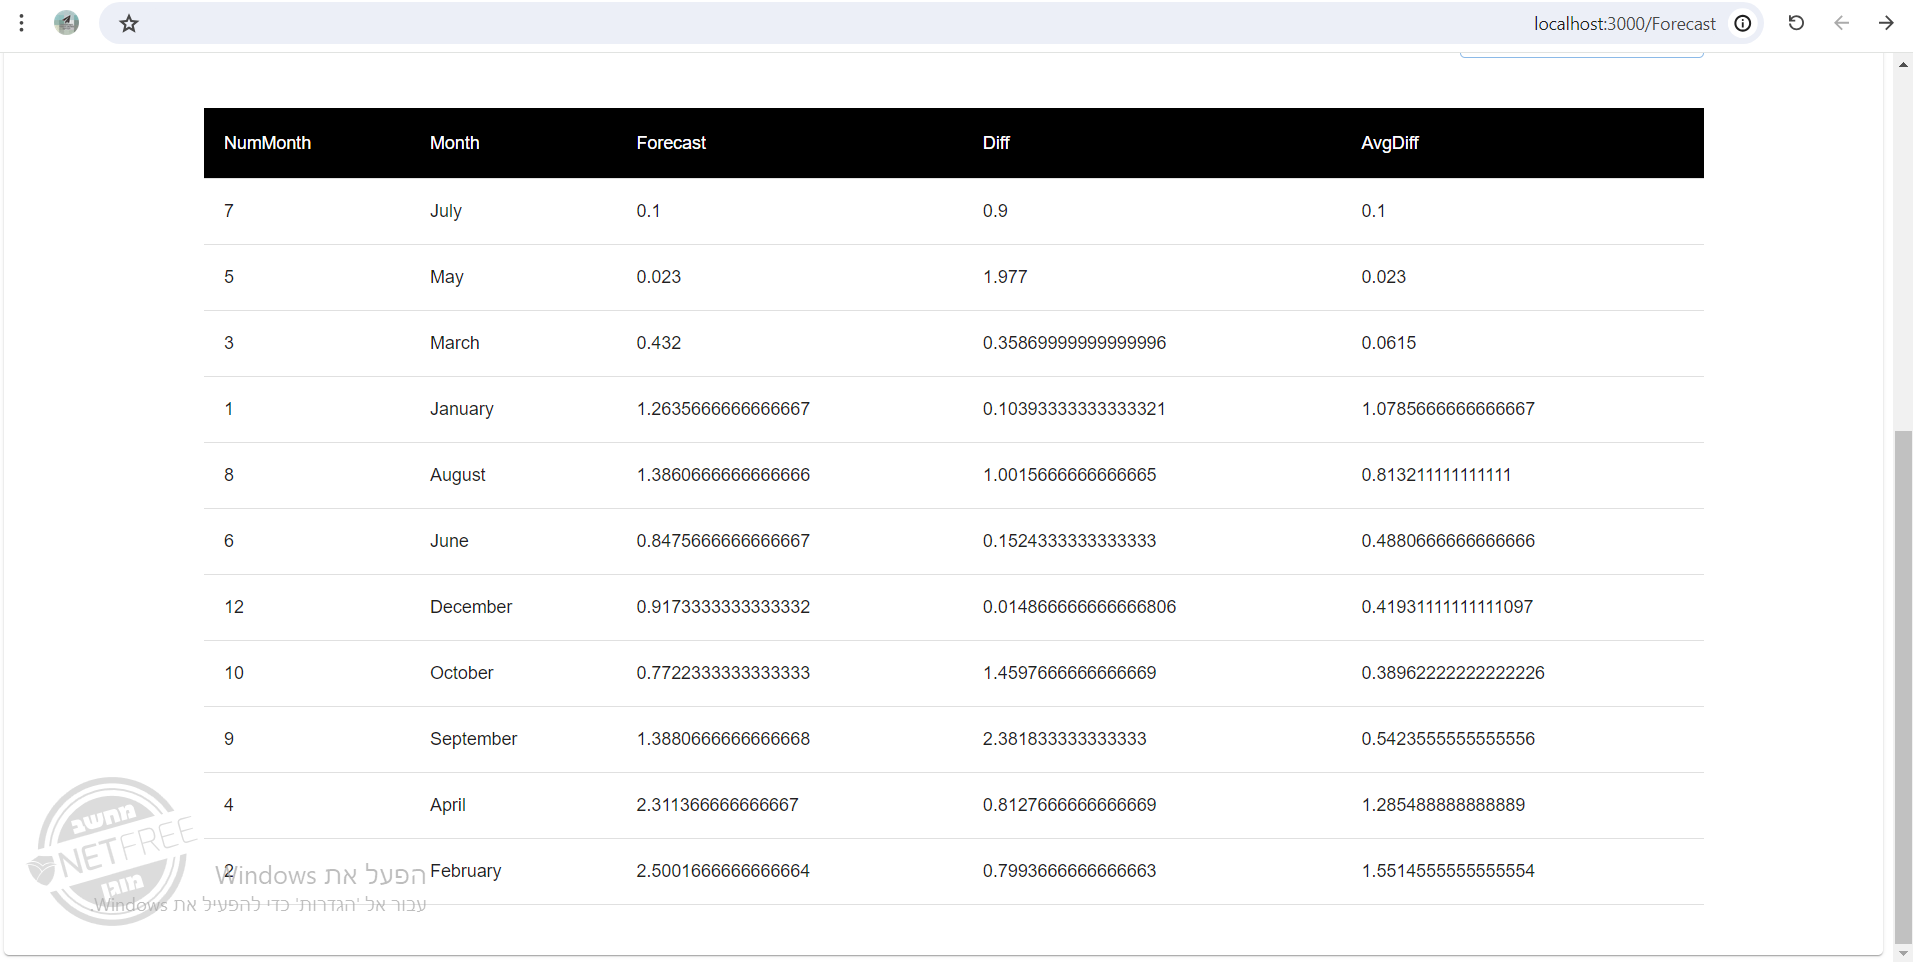 localhost:3000/Forecast
NumMonth Month Forecast Diff AvgDiff
7 July 0.1 0.9 0.1
5 May 0.023 1.977 0.023
3 March 0.432 0.35869999999999996 0.0615
1 January 1.2635666666666667 0.10393333333333321 1.0785666666666667
8 August 1.3860666666666666 1.0015666666666665 0.813211111111111
6 June 0.8475666666666667 0.1524333333333333 0.4880666666666666
12 December 0.9173333333333332 0.014866666666666806 0.41931111111111097
10 October 0.7722333333333333 1.4597666666666669 0.38962222222222226
9 September 1.3880666666666668 2.381833333333333 0.5423555555555556
4 April 2.311366666666667 0.8127666666666669 1.285488888888889
2 February 2.5001666666666664 0.7993666666666663 1.5514555555555554
מחשב
NETFREE
מוגן
הפעל את Windows
עבור אל 'הגדרות' כדי להפעיל את Windows.